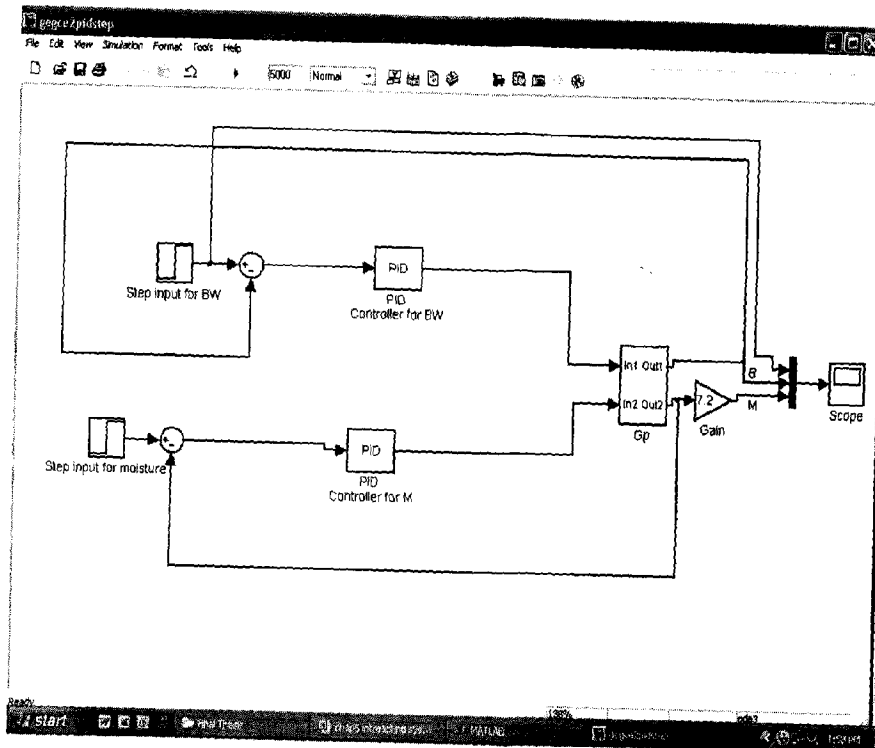 gegce2pidstep
File Edit View Simulation Format Tools Help
5000 Normal
Step input for BW
PID
PID
Controller for BW
In1 Out1
In2 Out2
Gp
B
M
7.2
Gain
Scope
Step input for moisture
PID
PID
Controller for M
Ready
138%
start
MATLAB